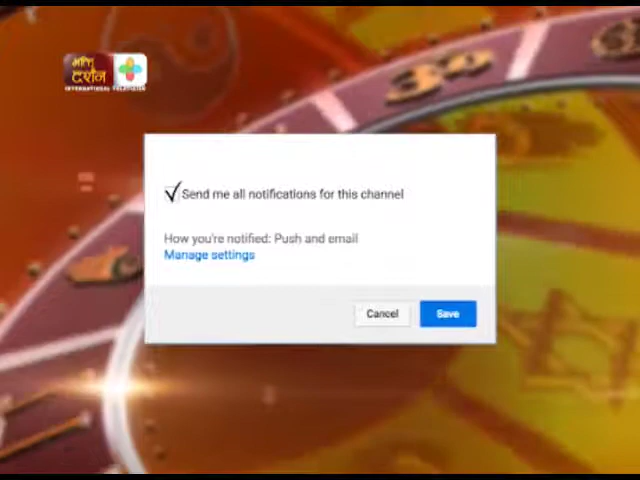 भक्ति
दर्शन
INTERNATIONAL TELEVISION
Send me all notifications for this channel
How you're notified: Push and email
Manage settings
Cancel
Save